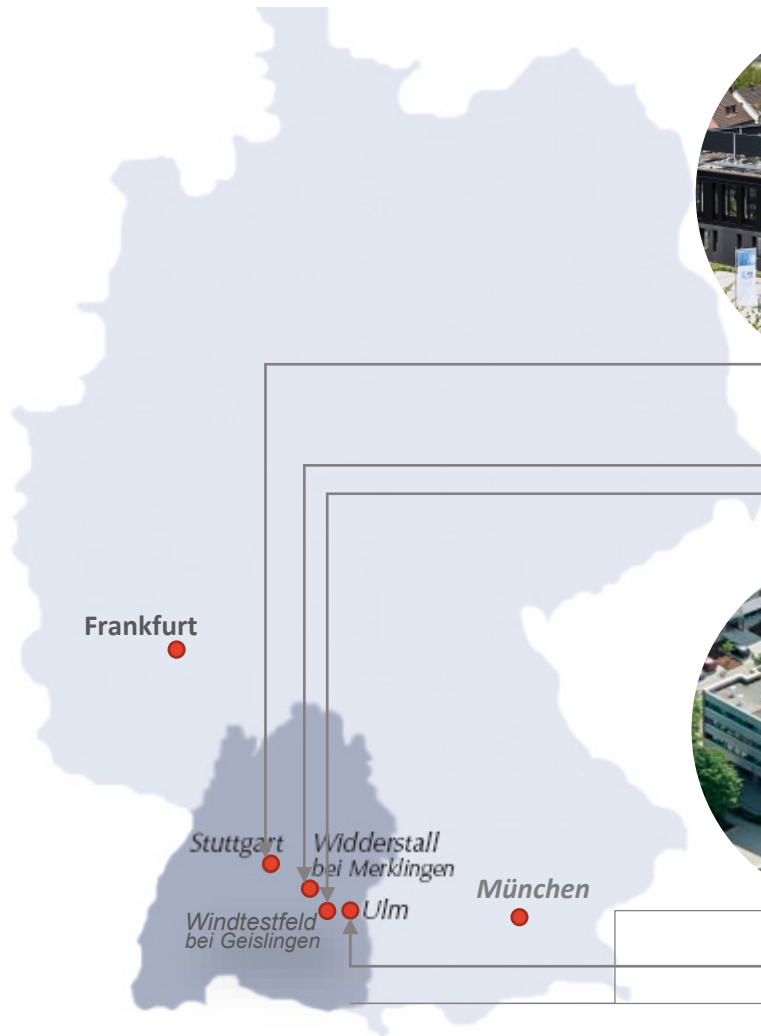 Frankfurt
Stuttgart
Widderstall
bei Merklingen
München
Ulm
Windtestfeld
bei Geislingen